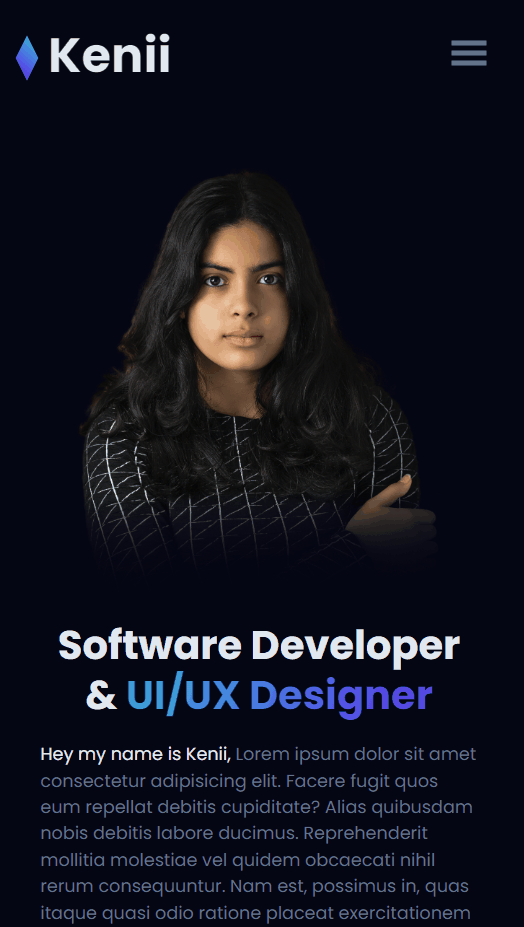 Kenii
Software Developer
& UI/UX Designer
Hey my name is Kenii, Lorem ipsum dolor sit amet
consectetur adipisicing elit. Facere fugit quos
eum repellat debitis cupiditate? Alias quibusdam
nobis debitis labore ducimus. Reprehenderit
mollitia molestiae vel quidem obcaecati nihil
rerum consequuntur. Nam est, possimus in, quas
itaque quasi odio ratione placeat exercitationem